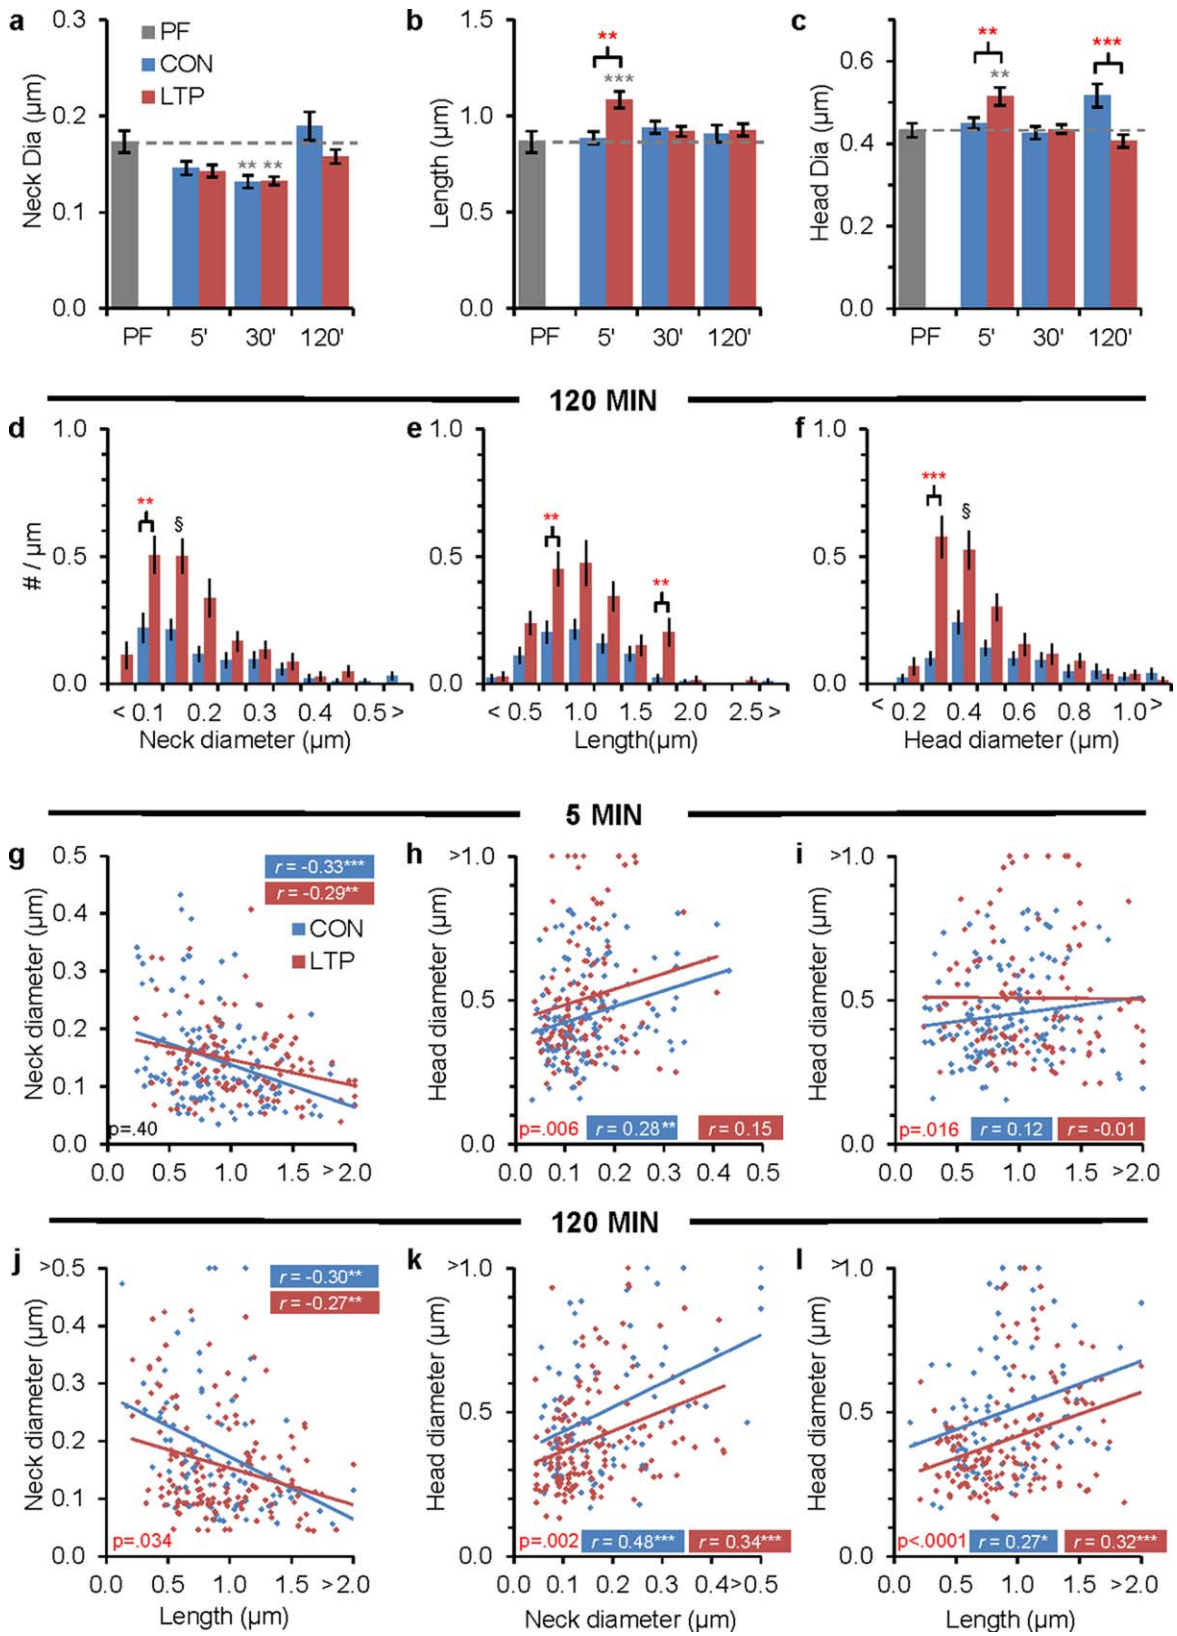 a
0.3
0.2
0.1
0.0
Neck Dia (µm)
PF
CON
LTP
** **
PF 5' 30' 120'
b
1.5
1.0
0.5
0.0
Length (µm)
**
***
PF 5' 30' 120'
c
0.6
0.4
0.2
0.0
Head Dia (µm)
**
**
***
PF 5' 30' 120'
120 MIN
d
1.0
0.5
0.0
# / µm
**
§
< 0.1 0.2 0.3 0.4 0.5 >
Neck diameter (µm)
e
1.0
0.5
0.0
**
**
< 0.5 1.0 1.5 2.0 2.5 >
Length(µm)
f
1.0
0.5
0.0
***
§
< 0.2 0.4 0.6 0.8 1.0 >
Head diameter (µm)
5 MIN
g
0.5
0.4
0.3
0.2
0.1
0.0
Neck diameter (µm)
r = -0.33***
r = -0.29**
CON
LTP
p=.40
0.0 0.5 1.0 1.5 >2.0
h
>1.0
0.5
0.0
Head diameter (µm)
p=.006 r = 0.28** r = 0.15
0.0 0.1 0.2 0.3 0.4 0.5
i
>1.0
0.5
0.0
Head diameter (µm)
p=.016 r = 0.12 r = -0.01
0.0 0.5 1.0 1.5 >2.0
120 MIN
j
>0.5
0.4
0.3
0.2
0.1
0.0
Neck diameter (µm)
r = -0.30**
r = -0.27**
p=.034
0.0 0.5 1.0 1.5 >2.0
Length (µm)
k
>1.0
0.5
0.0
Head diameter (µm)
p=.002 r = 0.48*** r = 0.34***
0.0 0.1 0.2 0.3 0.4>0.5
Neck diameter (µm)
l
>1.0
0.5
0.0
Head diameter (µm)
p<.0001 r = 0.27* r = 0.32***
0.0 0.5 1.0 1.5 >2.0
Length (µm)